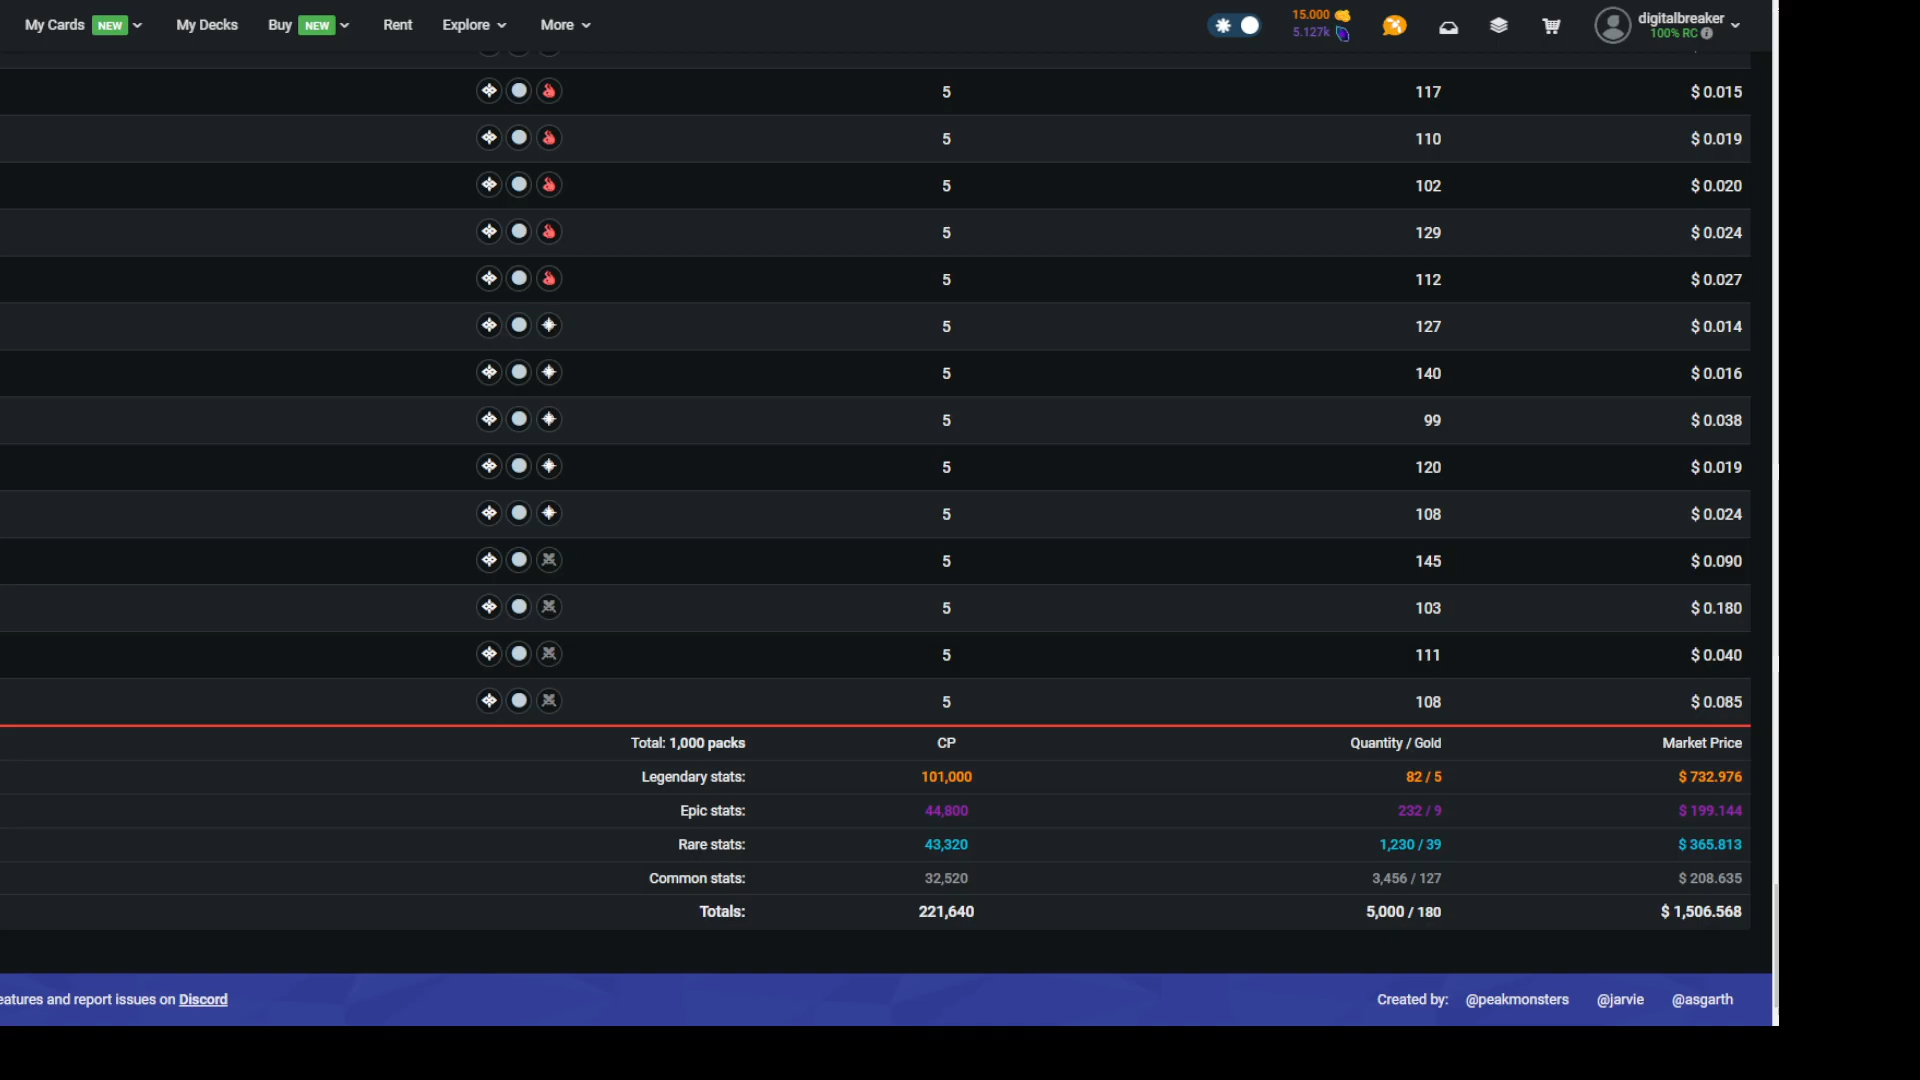 My Cards NEW My Decks Buy NEW Rent Explore More 15.000 digitalbreaker
5.127k 100% RC
5 117 $ 0.015
5 110 $ 0.019
5 102 $ 0.020
5 129 $ 0.024
5 112 $ 0.027
5 127 $ 0.014
5 140 $ 0.016
5 99 $ 0.038
5 120 $ 0.019
5 108 $ 0.024
5 145 $ 0.090
5 103 $ 0.180
5 111 $ 0.040
5 108 $ 0.085
Total: 1,000 packs CP Quantity / Gold Market Price
Legendary stats: 101,000 82 / 5 $ 732.976
Epic stats: 44,800 232 / 9 $ 199.144
Rare stats: 43,320 1,230 / 39 $ 365.813
Common stats: 32,520 3,456 / 127 $ 208.635
Totals: 221,640 5,000 / 180 $ 1,506.568
eatures and report issues on Discord Created by: @peakmonsters @jarvie @asgarth